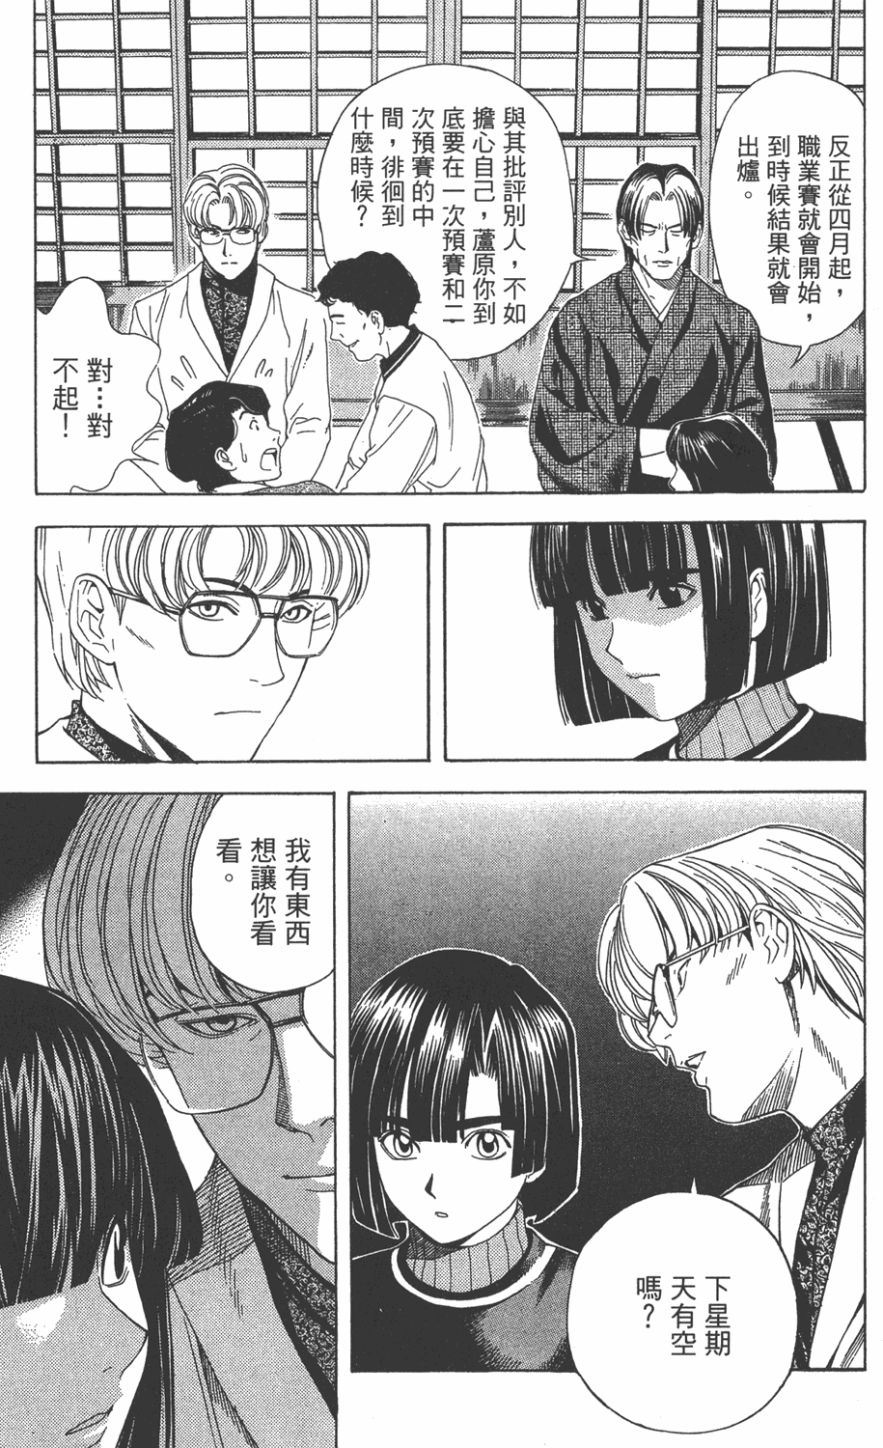 反正從四月起，
職業賽就會開始，
到時候結果就會
出爐。
與其批評別人，不如
擔心自己，蘆原你到
底要在一次預賽和二
次預賽的中
間，徘徊到
什麼時候？
對…對
不起！
下星期
天有空
嗎？
我有東西
想讓你看
看。